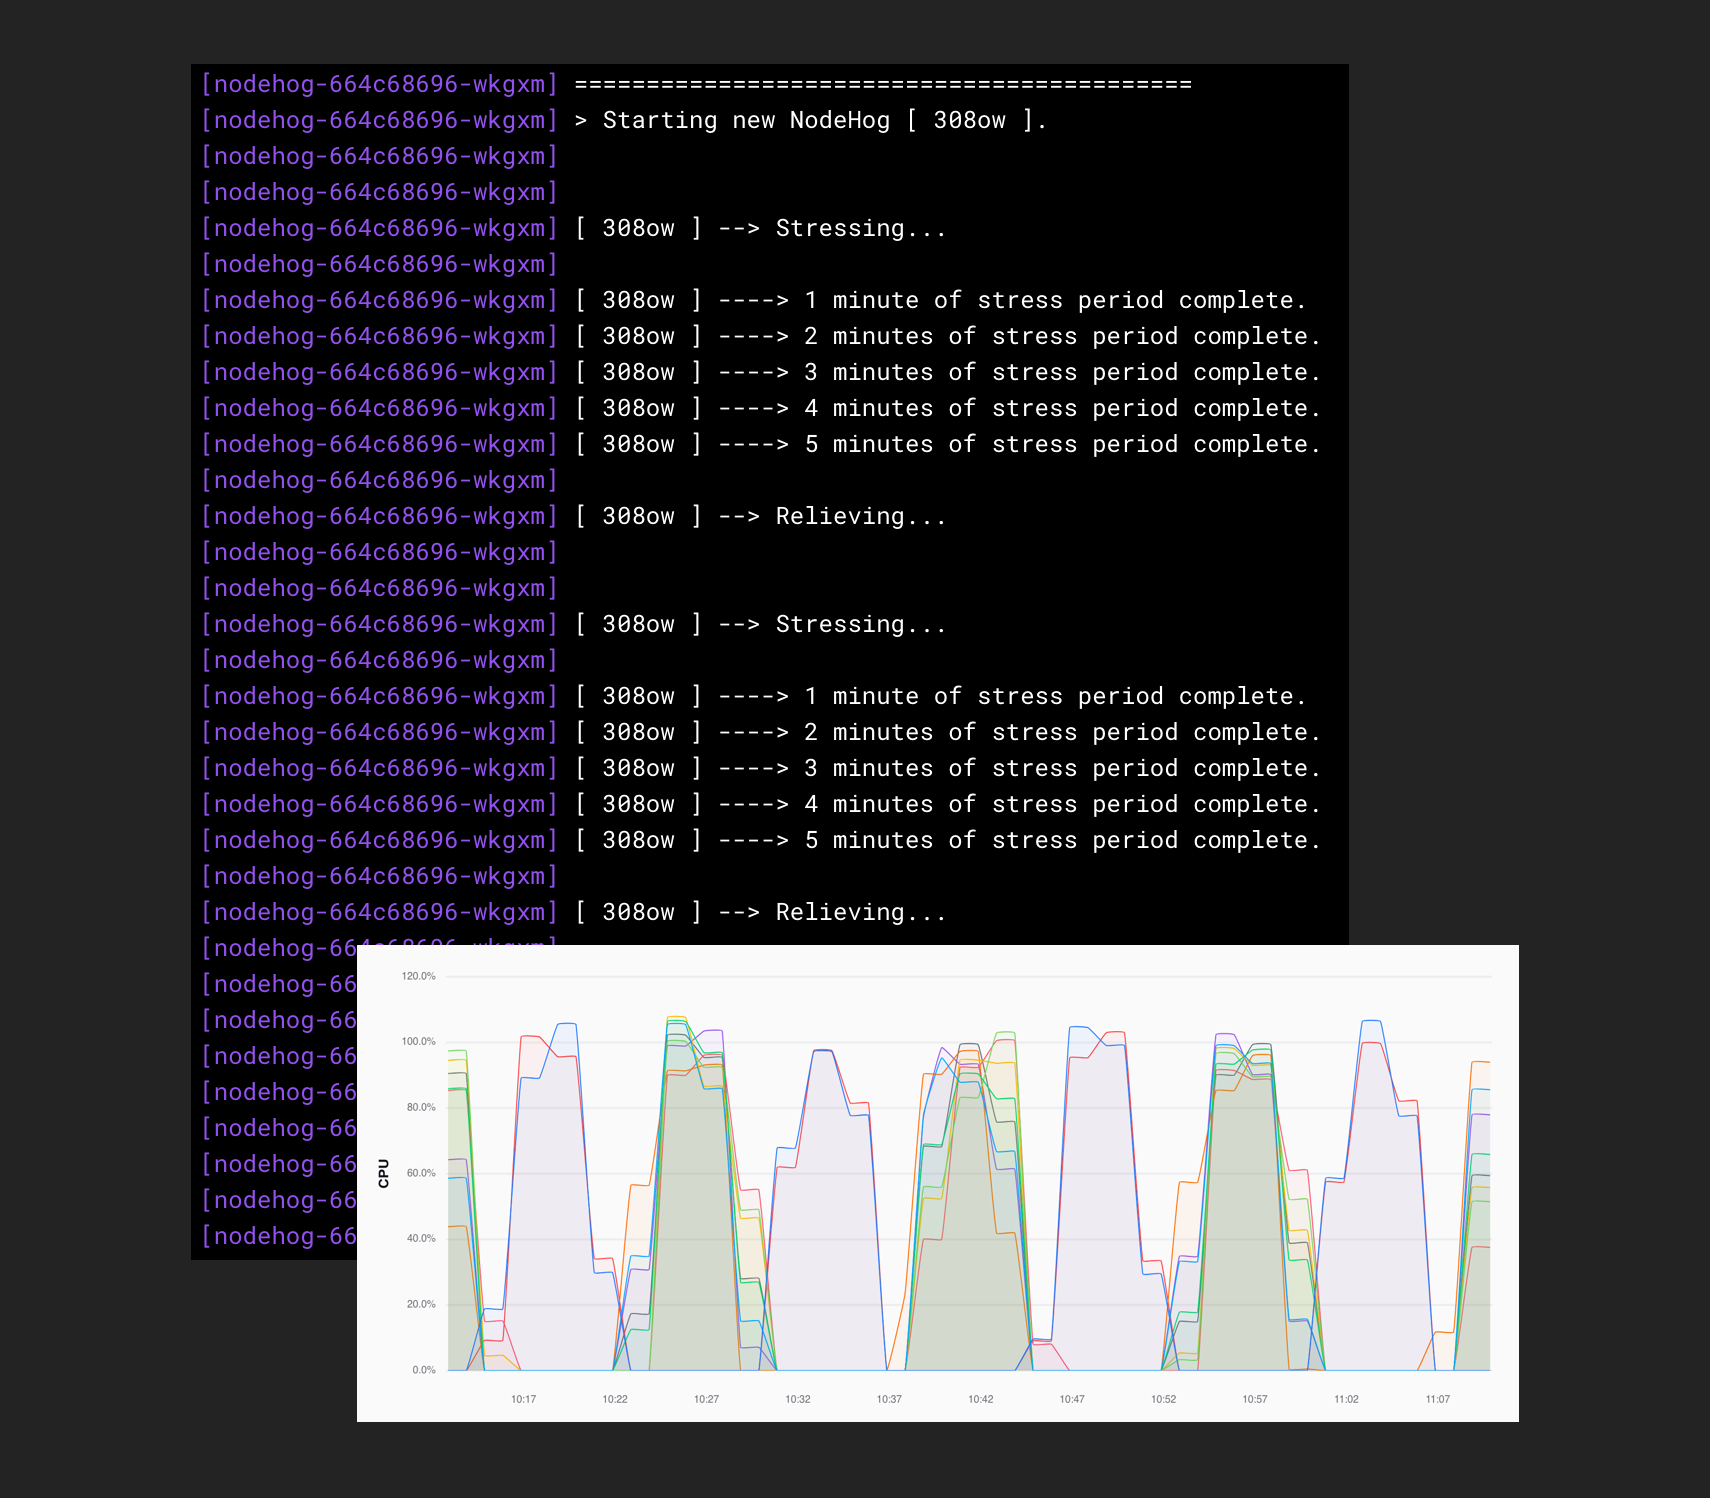 [nodehog-664c68696-wkgxm] ===========================================
[nodehog-664c68696-wkgxm] > Starting new NodeHog [ 308ow ].
[nodehog-664c68696-wkgxm]
[nodehog-664c68696-wkgxm]
[nodehog-664c68696-wkgxm] [ 308ow ] --> Stressing...
[nodehog-664c68696-wkgxm]
[nodehog-664c68696-wkgxm] [ 308ow ] ----> 1 minute of stress period complete.
[nodehog-664c68696-wkgxm] [ 308ow ] ----> 2 minutes of stress period complete.
[nodehog-664c68696-wkgxm] [ 308ow ] ----> 3 minutes of stress period complete.
[nodehog-664c68696-wkgxm] [ 308ow ] ----> 4 minutes of stress period complete.
[nodehog-664c68696-wkgxm] [ 308ow ] ----> 5 minutes of stress period complete.
[nodehog-664c68696-wkgxm]
[nodehog-664c68696-wkgxm] [ 308ow ] --> Relieving...
[nodehog-664c68696-wkgxm]
[nodehog-664c68696-wkgxm]
[nodehog-664c68696-wkgxm] [ 308ow ] --> Stressing...
[nodehog-664c68696-wkgxm]
[nodehog-664c68696-wkgxm] [ 308ow ] ----> 1 minute of stress period complete.
[nodehog-664c68696-wkgxm] [ 308ow ] ----> 2 minutes of stress period complete.
[nodehog-664c68696-wkgxm] [ 308ow ] ----> 3 minutes of stress period complete.
[nodehog-664c68696-wkgxm] [ 308ow ] ----> 4 minutes of stress period complete.
[nodehog-664c68696-wkgxm] [ 308ow ] ----> 5 minutes of stress period complete.
[nodehog-664c68696-wkgxm]
[nodehog-664c68696-wkgxm] [ 308ow ] --> Relieving...
[nodehog-664c68696-wkgxm]
[nodehog-66
[nodehog-66
[nodehog-66
[nodehog-66
[nodehog-66
[nodehog-66
[nodehog-66
[nodehog-66
120.0%
100.0%
80.0%
60.0%
40.0%
20.0%
0.0%
CPU
10:17 10:22 10:27 10:32 10:37 10:42 10:47 10:52 10:57 11:02 11:07